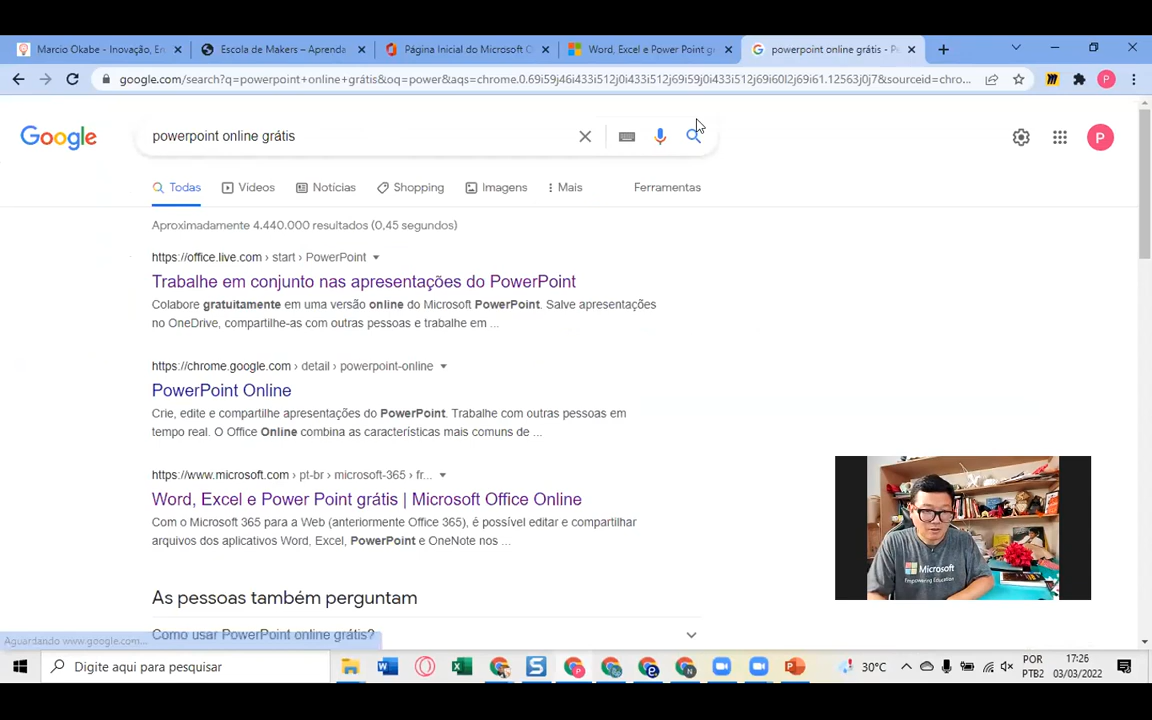 Marcio Okabe - Inovação, En
Escola de Makers – Aprenda
Página Inicial do Microsoft O
Word, Excel e Power Point g
powerpoint online grátis - Pe
google.com/search?q=powerpoint+online+grátis&oq=power&aqs=chrome.0.69i59j46i433i512j0i433i512j69i59j0i433i512j69i60l2j69i61.12563j0j7&sourceid=chro...
P
Google
powerpoint online grátis
P
Todas
Vídeos
Notícias
Shopping
Imagens
Mais
Ferramentas
Aproximadamente 4.440.000 resultados (0,45 segundos)
https://office.live.com › start › PowerPoint
Trabalhe em conjunto nas apresentações do PowerPoint
Colabore gratuitamente em uma versão online do Microsoft PowerPoint. Salve apresentações
no OneDrive, compartilhe-as com outras pessoas e trabalhe em ...
https://chrome.google.com › detail › powerpoint-online
PowerPoint Online
Crie, edite e compartilhe apresentações do PowerPoint. Trabalhe com outras pessoas em
tempo real. O Office Online combina as características mais comuns de ...
https://www.microsoft.com › pt-br › microsoft-365 › fr...
Word, Excel e Power Point grátis | Microsoft Office Online
Com o Microsoft 365 para a Web (anteriormente Office 365), é possível editar e compartilhar
arquivos dos aplicativos Word, Excel, PowerPoint e OneNote nos ...
Microsoft
Empowering Education
As pessoas também perguntam
Como usar PowerPoint online grátis?
Aguardando www.google.com...
Digite aqui para pesquisar
30°C
POR
PTB2
17:26
03/03/2022